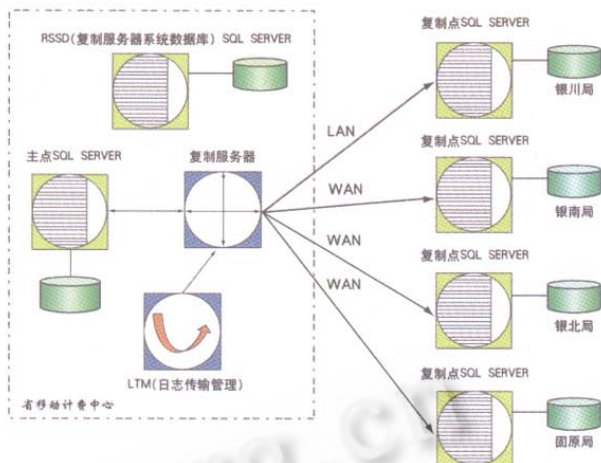 RSSD(复制服务器系统数据库) SQL SERVER
主点SQL SERVER
复制服务器
LTM(日志传输管理)
省移动计费中心
LAN
WAN
WAN
WAN
复制点SQL SERVER
银川局
复制点SQL SERVER
银南局
复制点SQL SERVER
银北局
复制点SQL SERVER
固原局